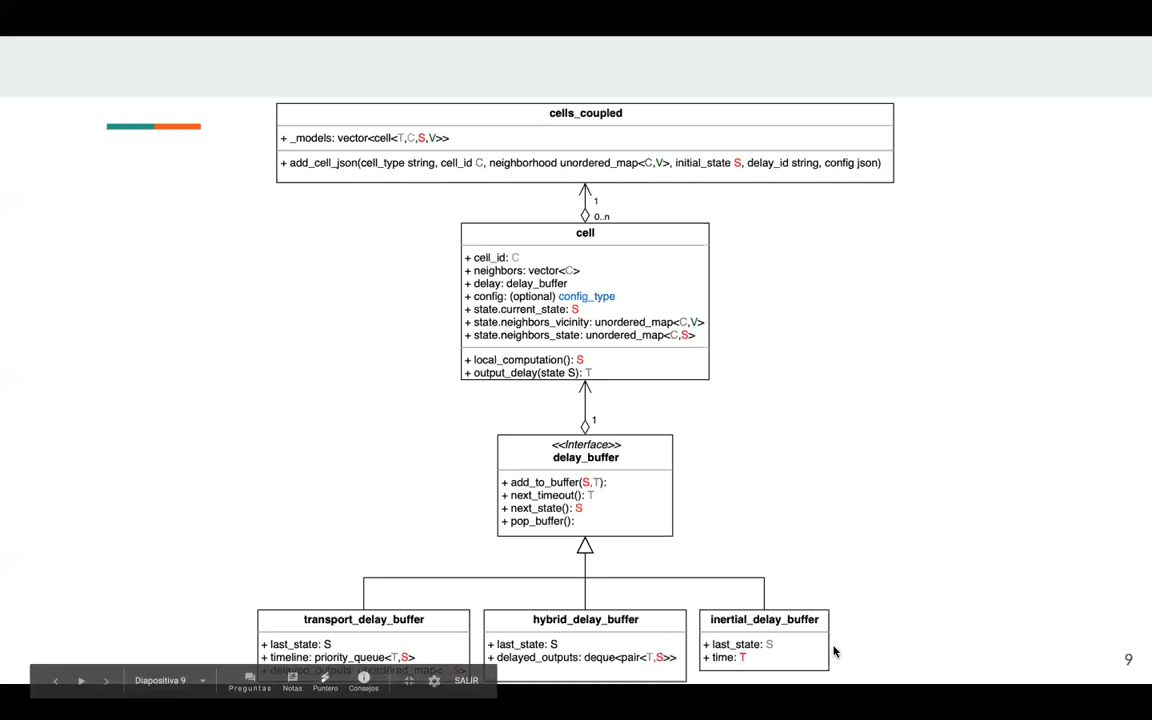 cells_coupled
+ _models: vector<cell<T,C,S,V>>
+ add_cell_json(cell_type string, cell_id C, neighborhood unordered_map<C,V>, initial_state S, delay_id string, config json)
1
0..n
cell
+ cell_id: C
+ neighbors: vector<C>
+ delay: delay_buffer
+ config: (optional) config_type
+ state.current_state: S
+ state.neighbors_vicinity: unordered_map<C,V>
+ state.neighbors_state: unordered_map<C,S>
+ local_computation(): S
+ output_delay(state S): T
1
<<Interface>>
delay_buffer
+ add_to_buffer(S,T):
+ next_timeout(): T
+ next_state(): S
+ pop_buffer():
transport_delay_buffer
+ last_state: S
+ timeline: priority_queue<T,S>
+ delayed_outputs: unordered_map<
hybrid_delay_buffer
+ last_state: S
+ delayed_outputs: deque<pair<T,S>>
inertial_delay_buffer
+ last_state: S
+ time: T
9
Diapositiva 9
Preguntas
Notas
Puntero
Consejos
SALIR